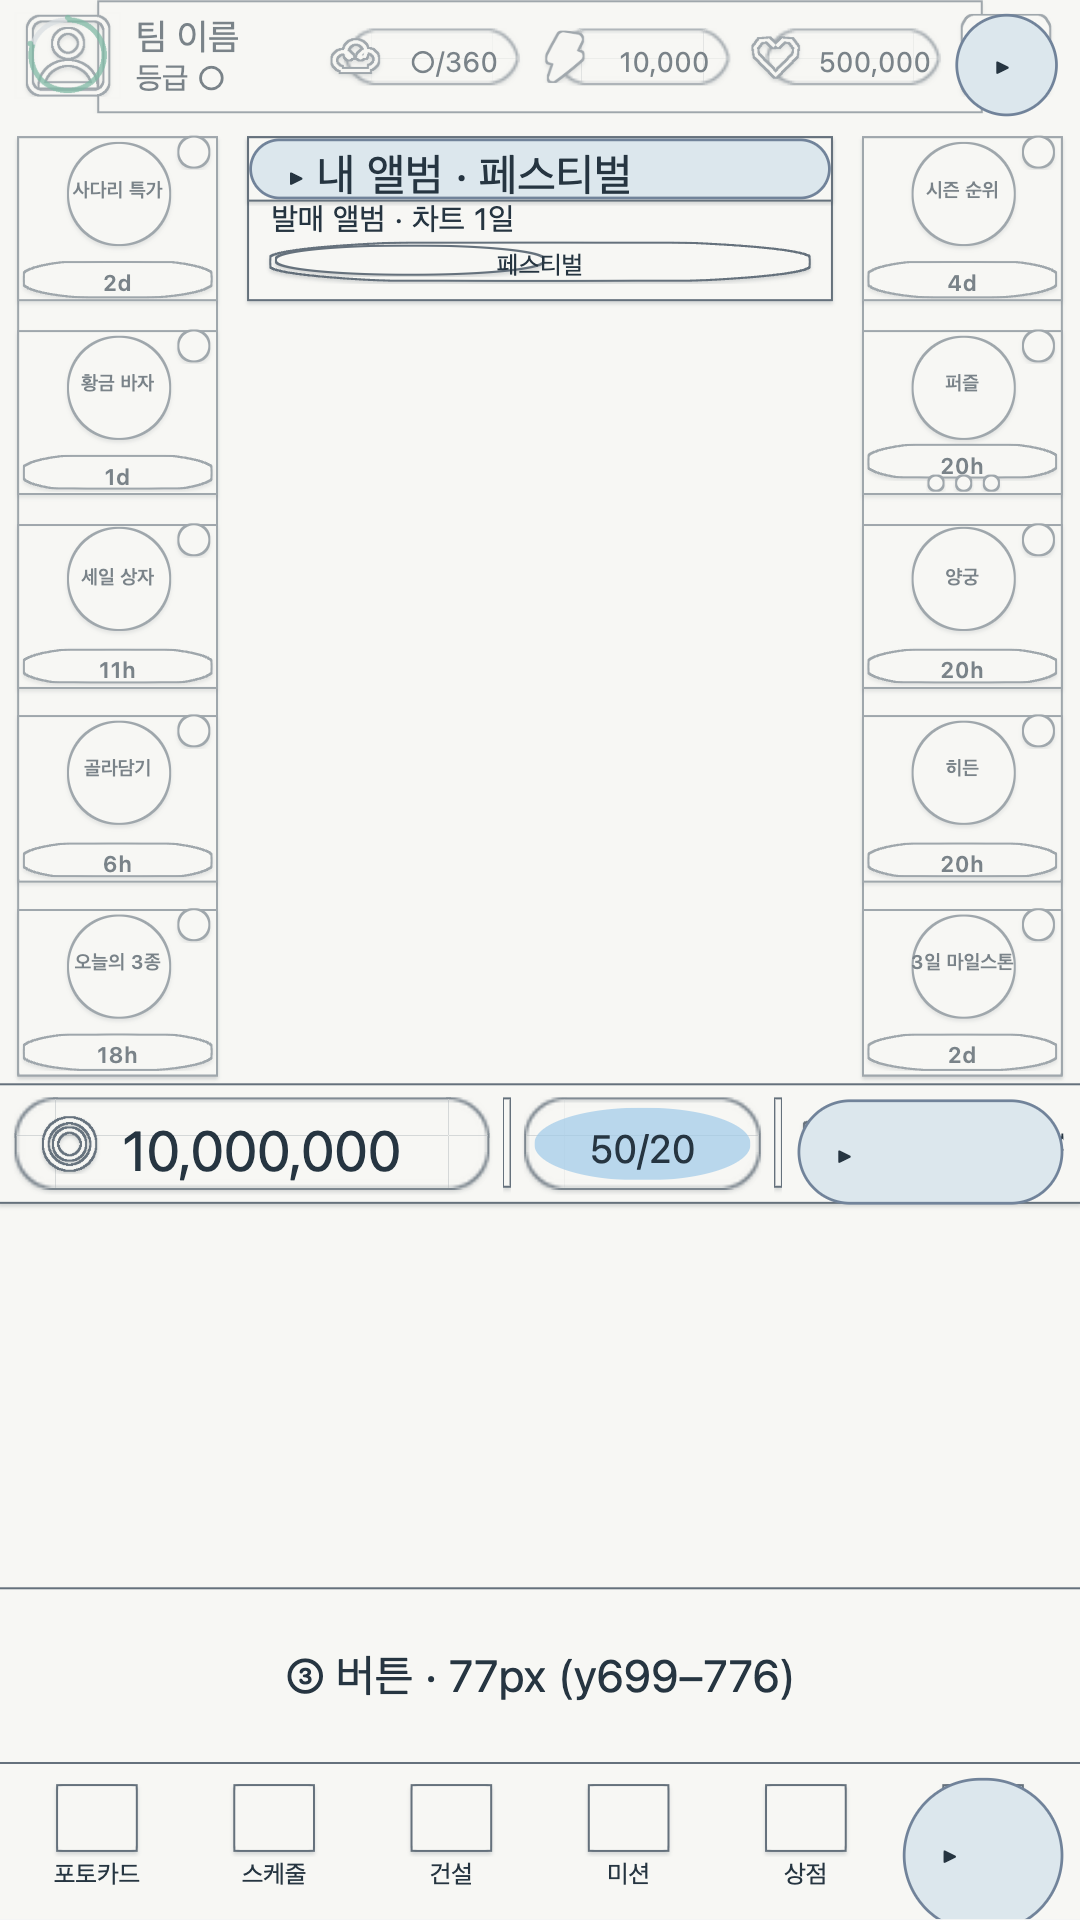 팀 이름
등급 ○
○/360
10,000
500,000
▸
사다리 특가
2d
황금 바자
1d
세일 상자
11h
골라담기
6h
오늘의 3종
18h
▸ 내 앨범 · 페스티벌
발매 앨범 · 차트 1일
페스티벌
시즌 순위
4d
퍼즐
20h
양궁
20h
히든
20h
3일 마일스톤
2d
10,000,000
50/20
▸
③ 버튼 · 77px (y699–776)
포토카드
스케줄
건설
미션
상점
▸